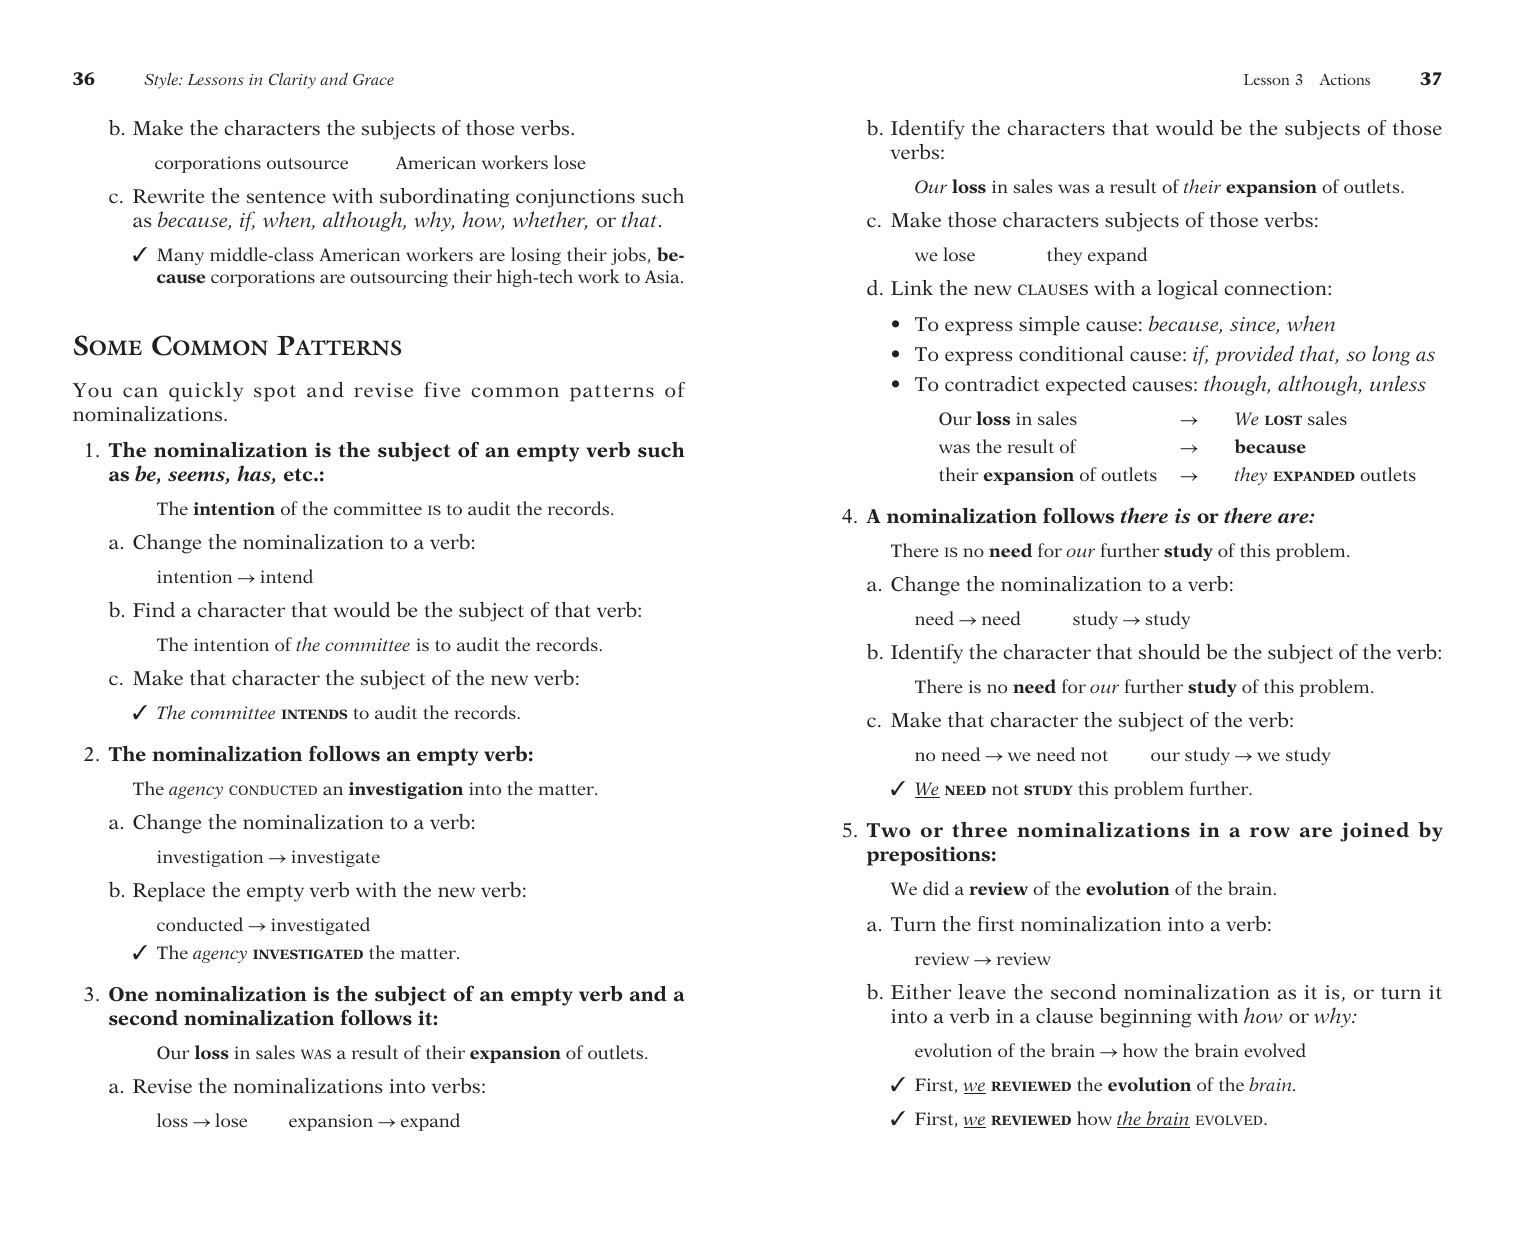 36 Style: Lessons in Clarity and Grace
b. Make the characters the subjects of those verbs.
corporations outsource American workers lose
c. Rewrite the sentence with subordinating conjunctions such
as because, if, when, although, why, how, whether, or that.
✓ Many middle-class American workers are losing their jobs, be-
cause corporations are outsourcing their high-tech work to Asia.
SOME COMMON PATTERNS
You can quickly spot and revise five common patterns of
nominalizations.
1. The nominalization is the subject of an empty verb such
as be, seems, has, etc.:
The intention of the committee IS to audit the records.
a. Change the nominalization to a verb:
intention → intend
b. Find a character that would be the subject of that verb:
The intention of the committee is to audit the records.
c. Make that character the subject of the new verb:
✓ The committee INTENDS to audit the records.
2. The nominalization follows an empty verb:
The agency CONDUCTED an investigation into the matter.
a. Change the nominalization to a verb:
investigation → investigate
b. Replace the empty verb with the new verb:
conducted → investigated
✓ The agency INVESTIGATED the matter.
3. One nominalization is the subject of an empty verb and a
second nominalization follows it:
Our loss in sales WAS a result of their expansion of outlets.
a. Revise the nominalizations into verbs:
loss → lose expansion → expand
Lesson 3 Actions 37
b. Identify the characters that would be the subjects of those
verbs:
Our loss in sales was a result of their expansion of outlets.
c. Make those characters subjects of those verbs:
we lose they expand
d. Link the new CLAUSES with a logical connection:
• To express simple cause: because, since, when
• To express conditional cause: if, provided that, so long as
• To contradict expected causes: though, although, unless
Our loss in sales → We LOST sales
was the result of → because
their expansion of outlets → they EXPANDED outlets
4. A nominalization follows there is or there are:
There IS no need for our further study of this problem.
a. Change the nominalization to a verb:
need → need study → study
b. Identify the character that should be the subject of the verb:
There is no need for our further study of this problem.
c. Make that character the subject of the verb:
no need → we need not our study → we study
✓ We NEED not STUDY this problem further.
5. Two or three nominalizations in a row are joined by
prepositions:
We did a review of the evolution of the brain.
a. Turn the first nominalization into a verb:
review → review
b. Either leave the second nominalization as it is, or turn it
into a verb in a clause beginning with how or why:
evolution of the brain → how the brain evolved
✓ First, we REVIEWED the evolution of the brain.
✓ First, we REVIEWED how the brain EVOLVED.